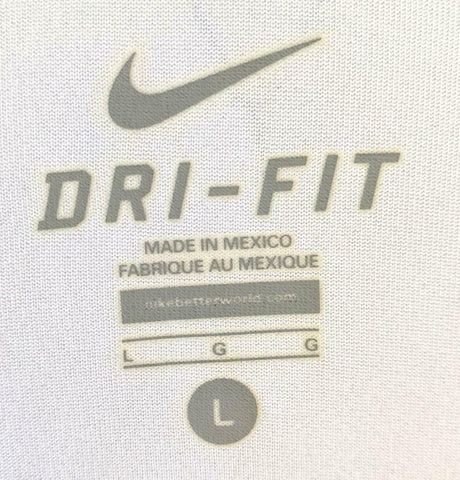 DRI-FIT
MADE IN MEXICO
FABRIQUE AU MEXIQUE
nikebetterworld.com
L G G
L